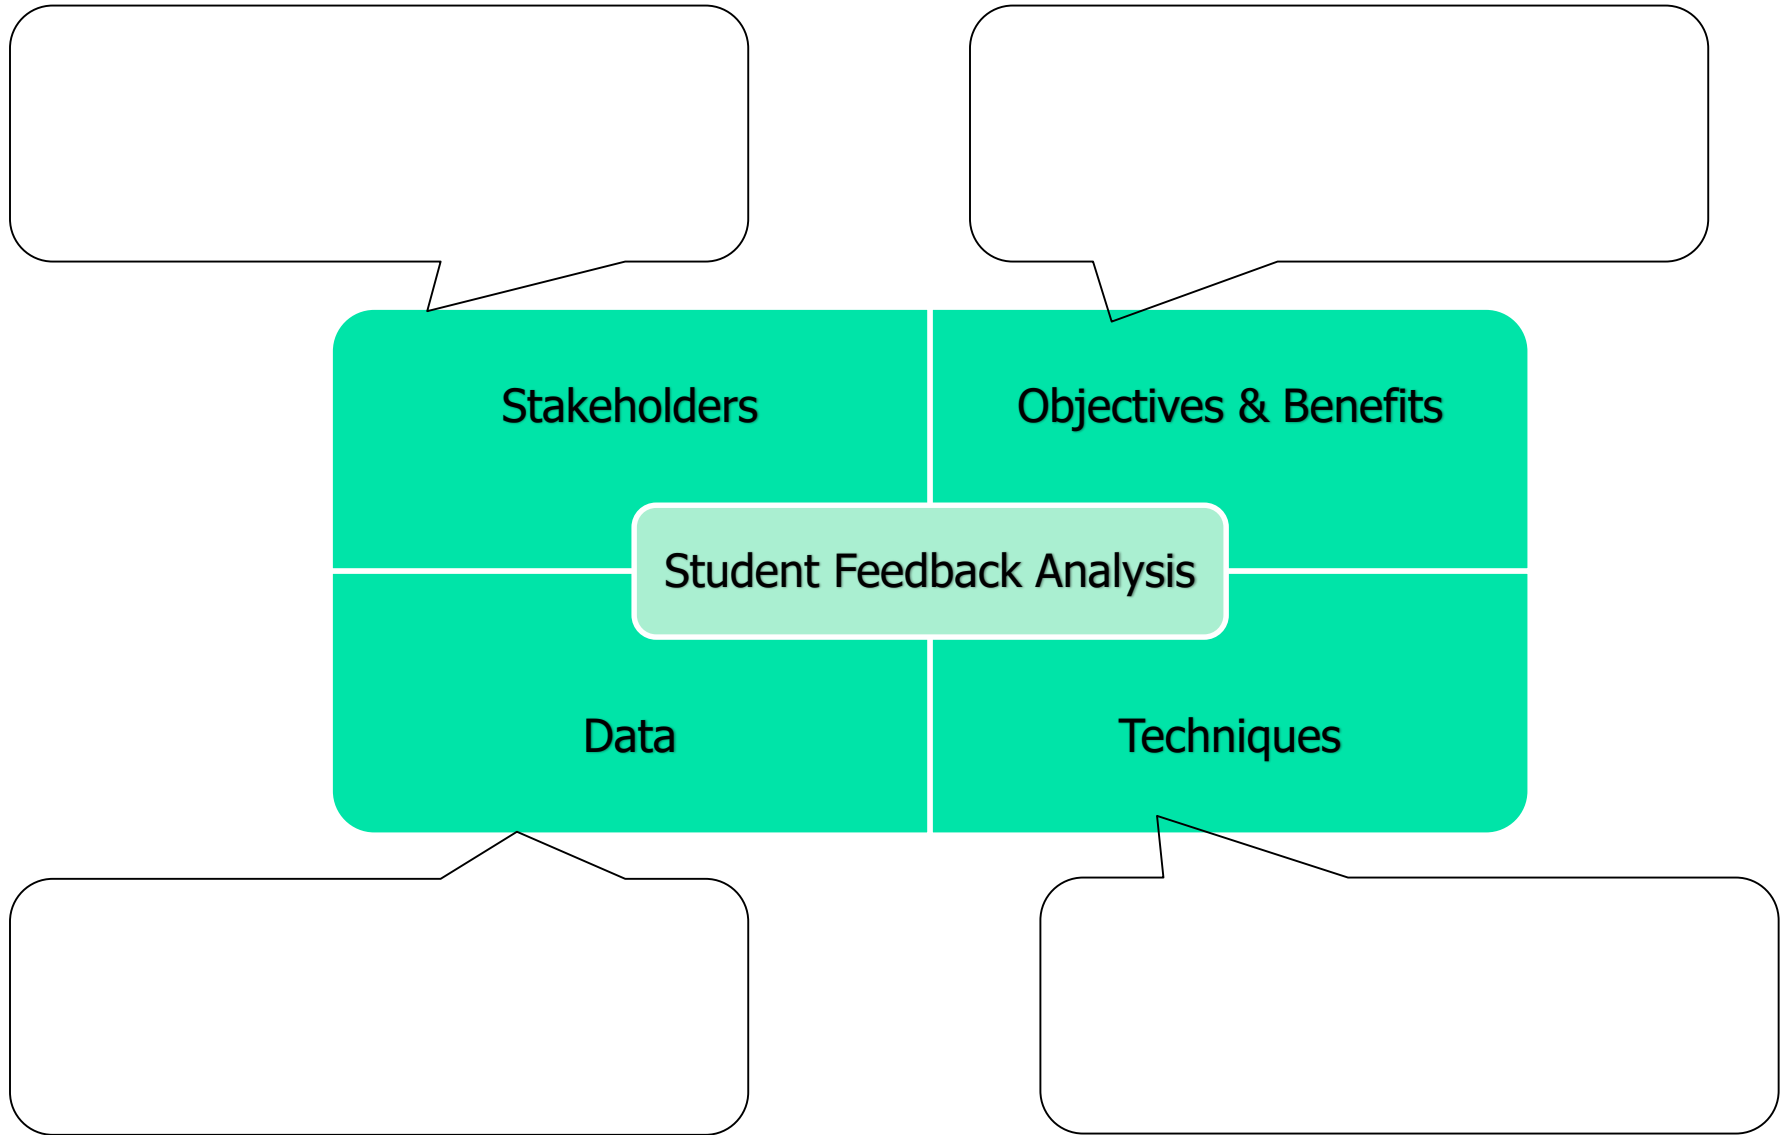 Stakeholders
Objectives & Benefits
Student Feedback Analysis
Data
Techniques